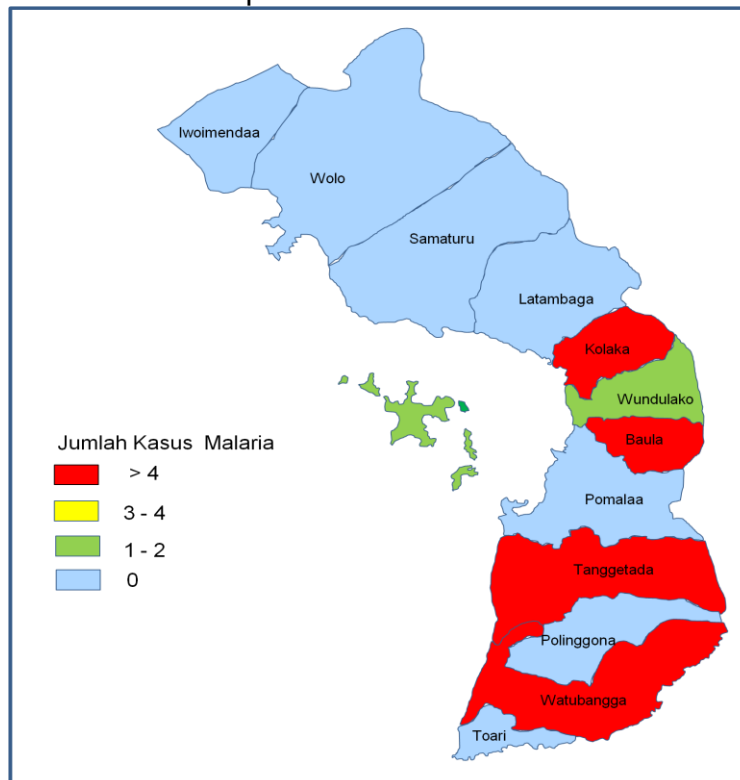 Iwoimendaa
Wolo
Samaturu
Latambaga
Kolaka
Wundulako
Baula
Pomalaa
Tanggetada
Polinggona
Watubangga
Toari
Jumlah Kasus Malaria
> 4
3 - 4
1 - 2
0